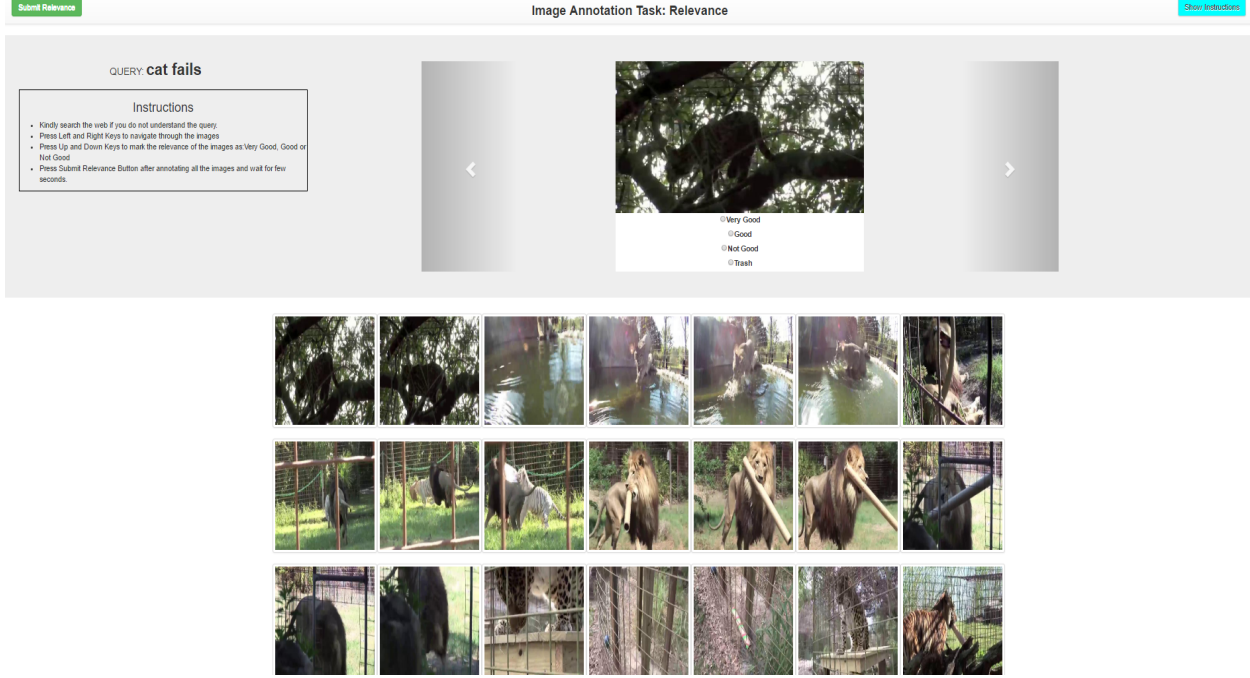 Submit Relevance
Image Annotation Task: Relevance
Show Instructions
QUERY: cat fails
Instructions
Kindly search the web if you do not understand the query.
Press Left and Right Keys to navigate through the images
Press Up and Down Keys to mark the relevance of the images as:Very Good, Good or
Not Good
Press Submit Relevance Button after annotating all the images and wait for few
seconds.
Very Good
Good
Not Good
Trash